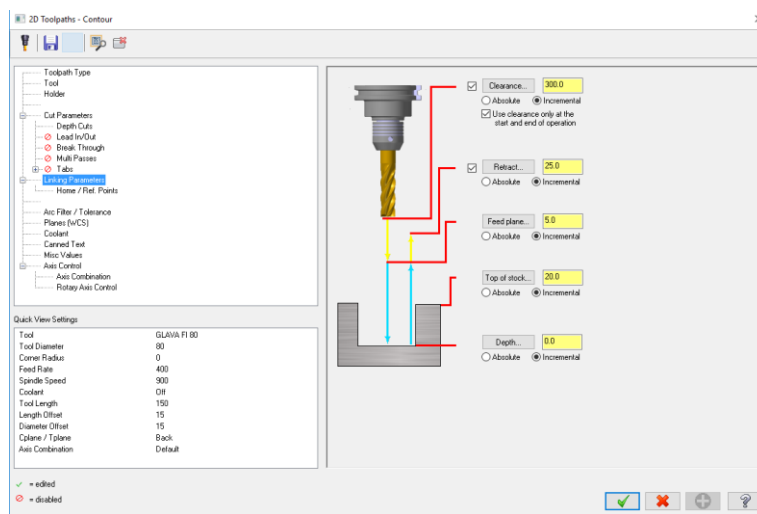 2D Toolpaths - Contour
Toolpath Type
Tool
Holder
Cut Parameters
Depth Cuts
Lead In/Out
Break Through
Multi Passes
Tabs
Linking Parameters
Home / Ref. Points
Arc Filter / Tolerance
Planes (WCS)
Coolant
Canned Text
Misc Values
Axis Control
Axis Combination
Rotary Axis Control
Quick View Settings
Tool GLAVA FI 80
Tool Diameter 80
Corner Radius 0
Feed Rate 400
Spindle Speed 900
Coolant Off
Tool Length 150
Length Offset 15
Diameter Offset 15
Cplane / Tplane Back
Axis Combination Default
= edited
= disabled
Clearance... 300.0
Absolute Incremental
Use clearance only at the
start and end of operation
Retract... 25.0
Absolute Incremental
Feed plane... 5.0
Absolute Incremental
Top of stock... 20.0
Absolute Incremental
Depth... 0.0
Absolute Incremental